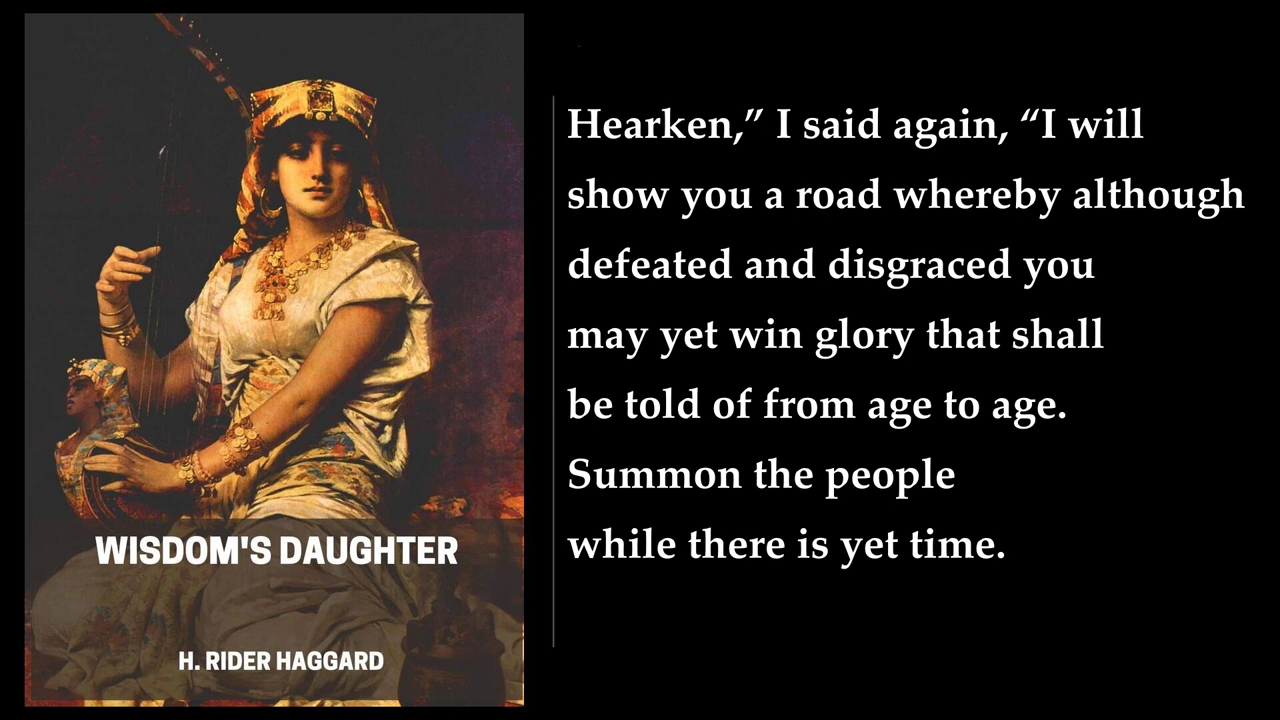 WISDOM'S DAUGHTER
H. RIDER HAGGARD
Hearken,” I said again, “I will
show you a road whereby although
defeated and disgraced you
may yet win glory that shall
be told of from age to age.
Summon the people
while there is yet time.